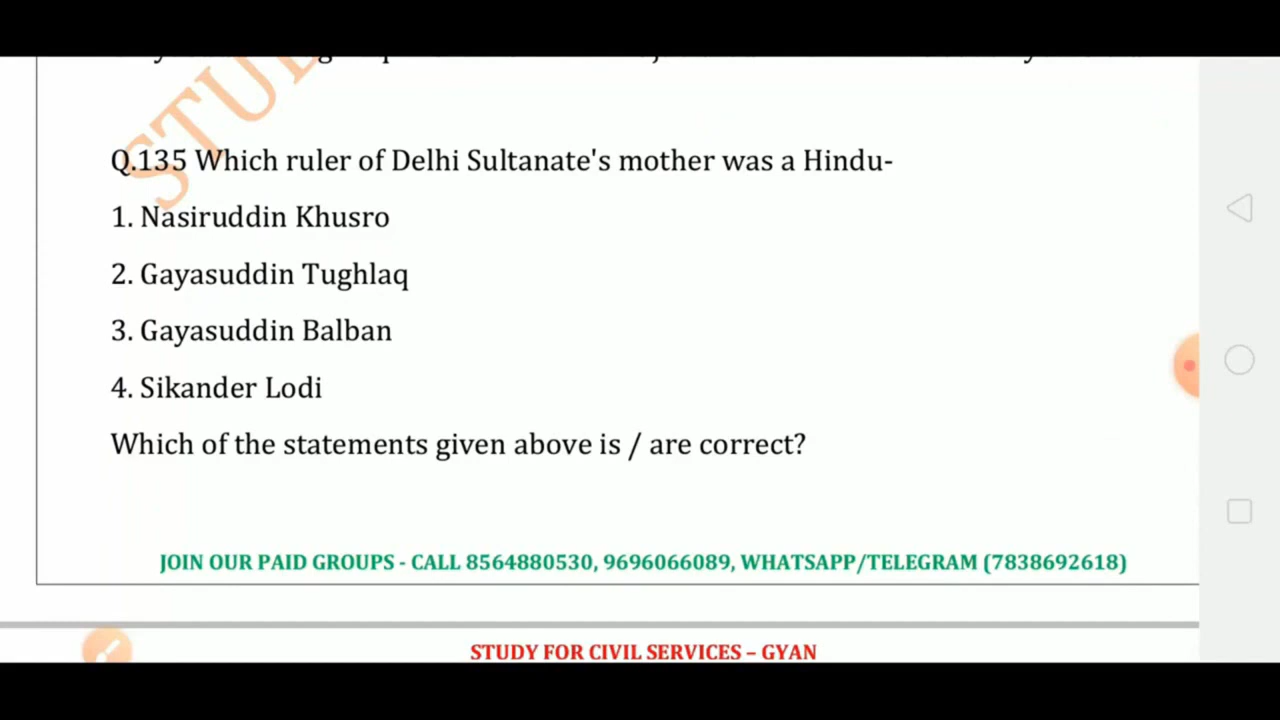 Q.135 Which ruler of Delhi Sultanate's mother was a Hindu-
1. Nasiruddin Khusro
2. Gayasuddin Tughlaq
3. Gayasuddin Balban
4. Sikander Lodi
Which of the statements given above is / are correct?
JOIN OUR PAID GROUPS - CALL 8564880530, 9696066089, WHATSAPP/TELEGRAM (7838692618)
STUDY FOR CIVIL SERVICES – GYAN